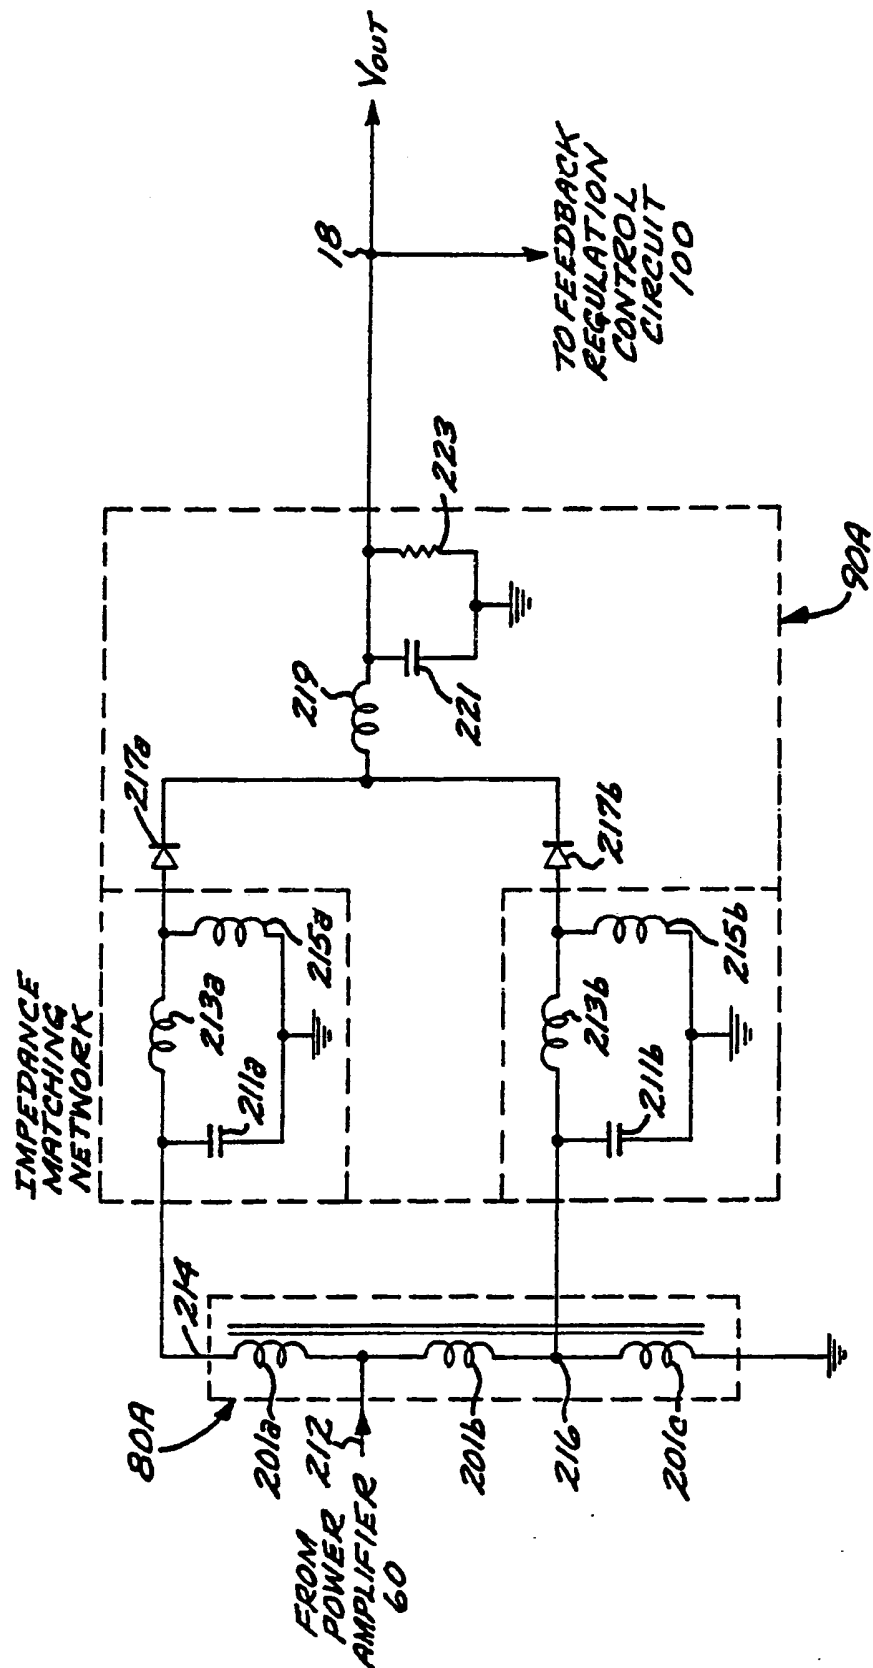 IMPEDANCE
MATCHING
NETWORK
80A
214
201a
FROM
POWER
AMPLIFIER
60
212
201b
216
201c
211a
213a
215a
217a
211b
213b
215b
217b
219
221
223
90A
18
VOUT
TO FEEDBACK
REGULATION
CONTROL
CIRCUIT
100